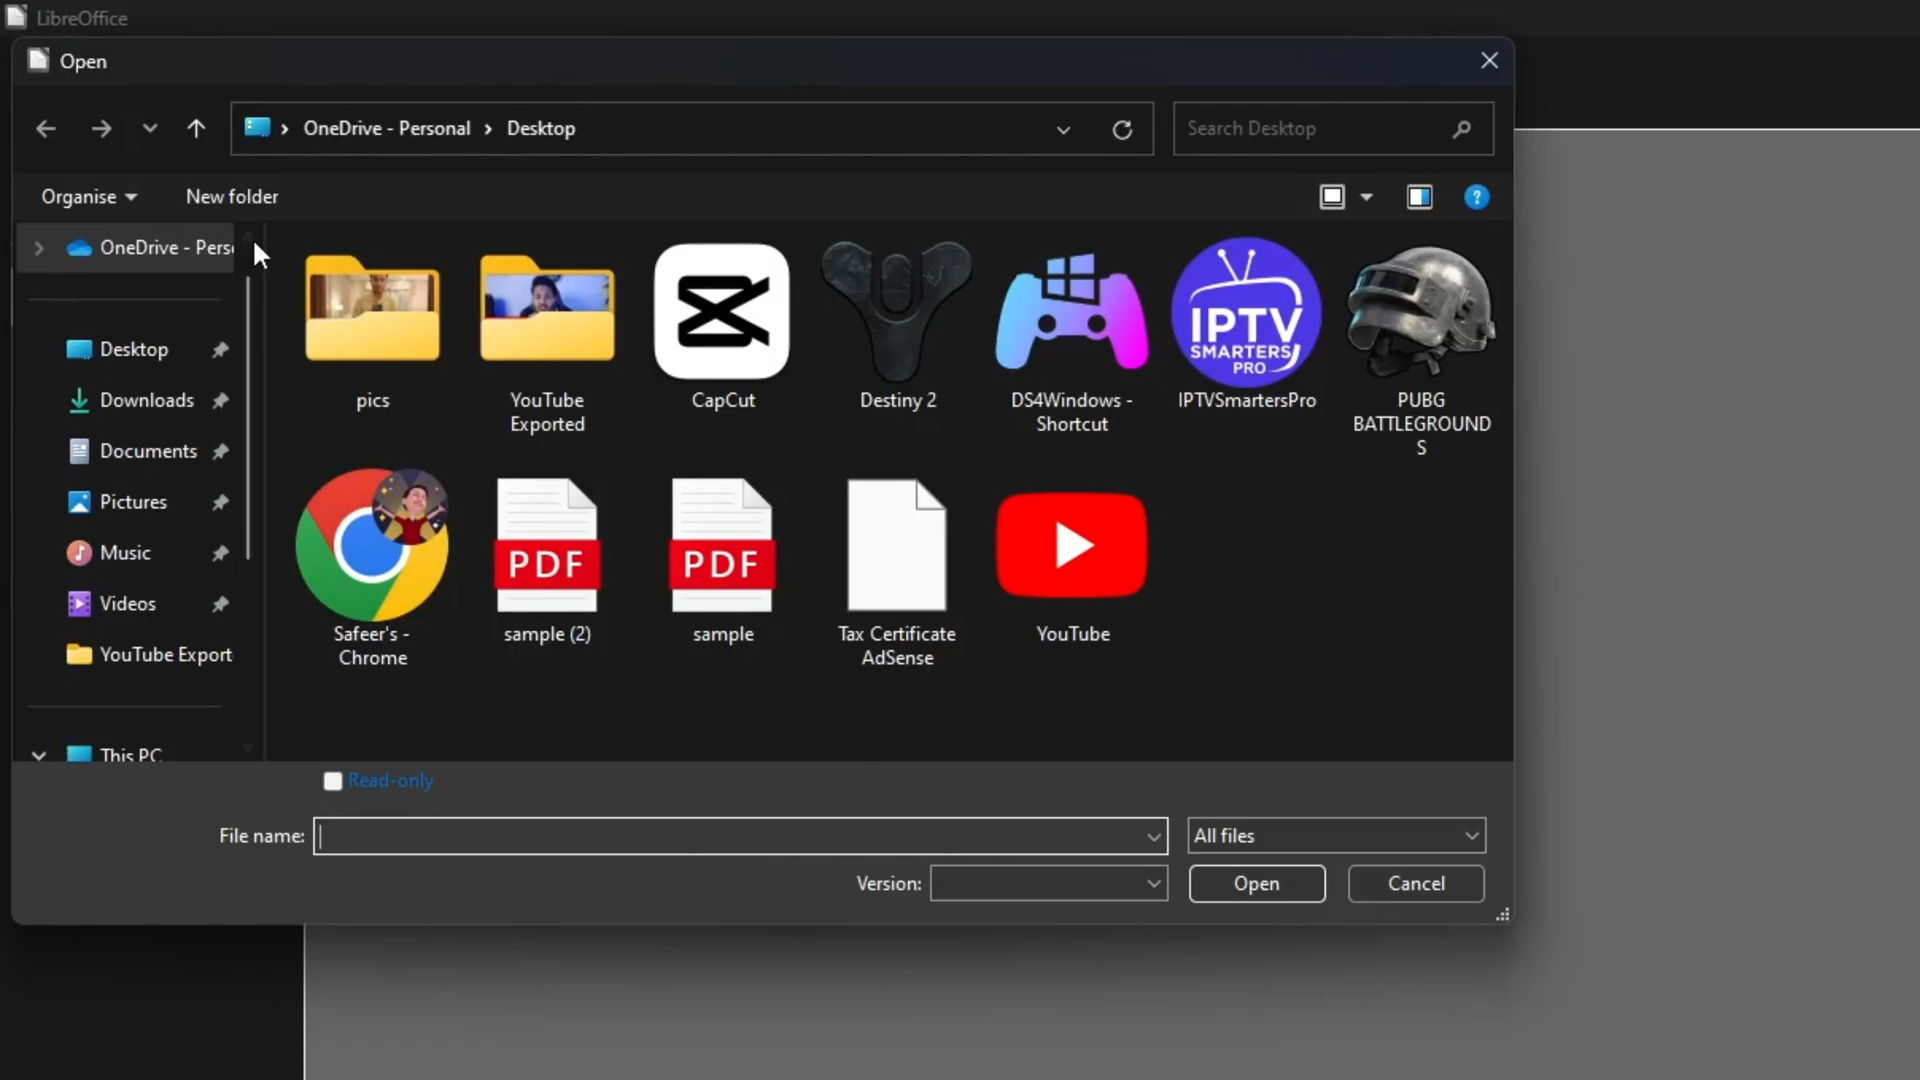 LibreOffice
Open
OneDrive - Personal
Desktop
Search Desktop
Organise
New folder
OneDrive - Pers
Desktop
Downloads
Documents
Pictures
Music
Videos
YouTube Export
This PC
pics
YouTube
Exported
CapCut
Destiny 2
DS4Windows -
Shortcut
IPTV
SMARTERS
PRO
IPTVSmartersPro
PUBG
BATTLEGROUND
S
Safeer's -
Chrome
PDF
sample (2)
PDF
sample
Tax Certificate
AdSense
YouTube
Read-only
File name:
All files
Version:
Open
Cancel